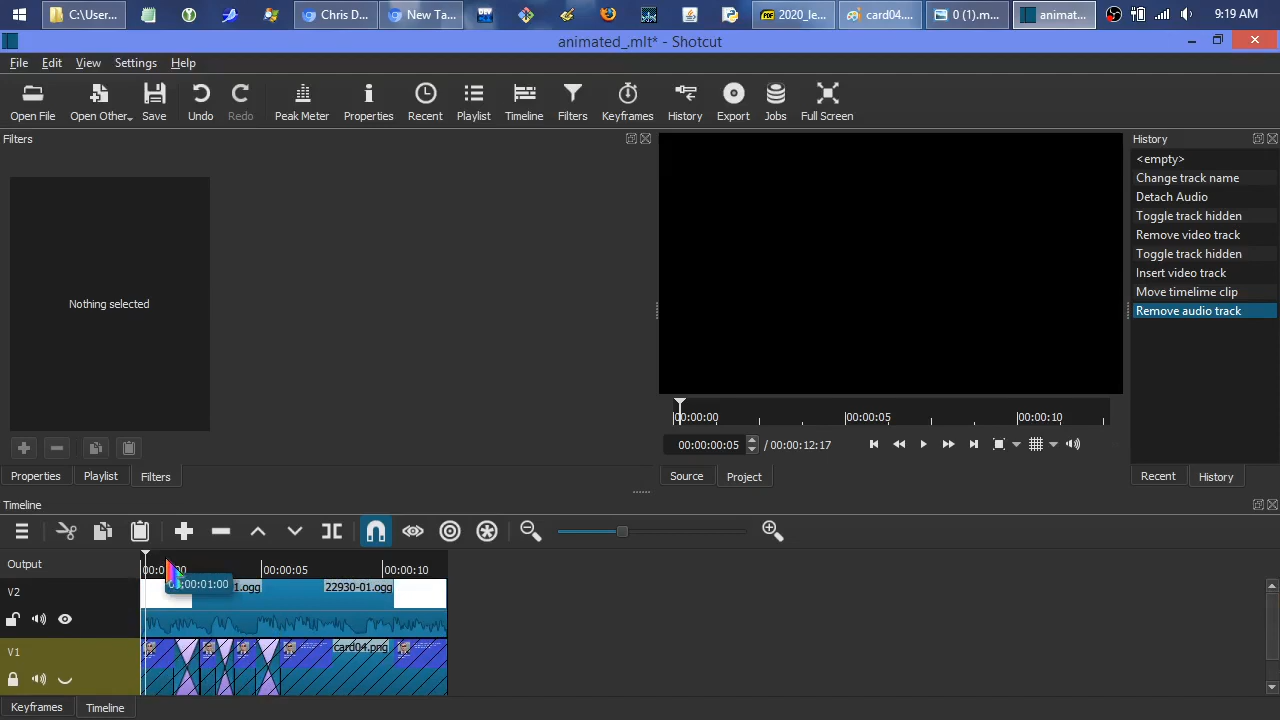 C:\User...
Chris D...
New Ta...
2020_le...
card04....
0 (1).m...
animat...
9:19 AM
animated_.mlt* - Shotcut
File Edit View Settings Help
Open File Open Other... Save Undo Redo Peak Meter Properties Recent Playlist Timeline Filters Keyframes History Export Jobs Full Screen
Filters
Nothing selected
Properties Playlist Filters
00:00:00 00:00:05 00:00:10
00:00:00:05 / 00:00:12:17
Source Project
History
<empty>
Change track name
Detach Audio
Toggle track hidden
Remove video track
Toggle track hidden
Insert video track
Move timelime clip
Remove audio track
Recent History
Timeline
Output
00:00:05 00:00:10
00:00:01:00
V2
1.ogg
22930-01.ogg
V1
card04.png
Keyframes Timeline